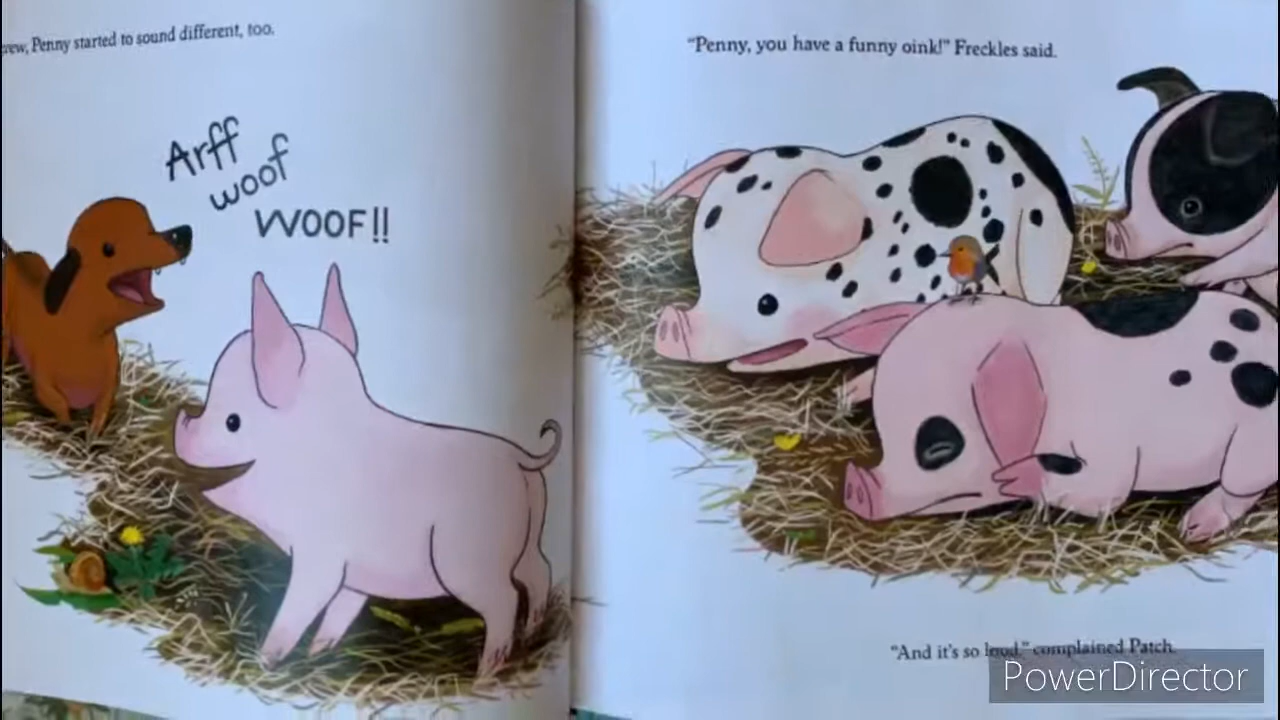 rew, Penny started to sound different, too.
Arff
woof
WOOF!!
"Penny, you have a funny oink!" Freckles said.
"And it's so loud," complained Patch.
PowerDirector